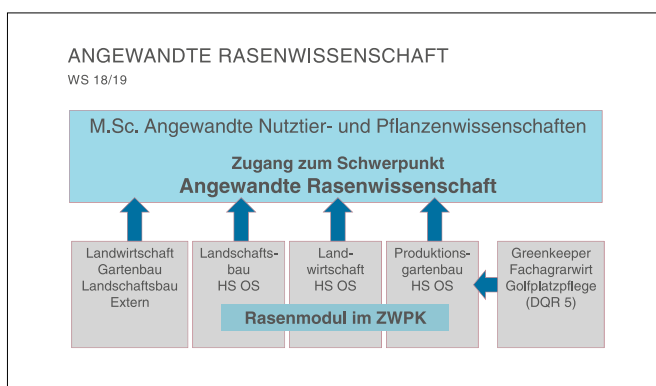 ANGEWANDTE RASENWISSENSCHAFT
WS 18/19
M.Sc. Angewandte Nutztier- und Pflanzenwissenschaften
Zugang zum Schwerpunkt
Angewandte Rasenwissenschaft
Landwirtschaft
Gartenbau
Landschaftsbau
Extern
Landschafts-
bau
HS OS
Land-
wirtschaft
HS OS
Produktions-
gartenbau
HS OS
Greenkeeper
Fachagrarwirt
Golfplatzpflege
(DQR 5)
Rasenmodul im ZWPK